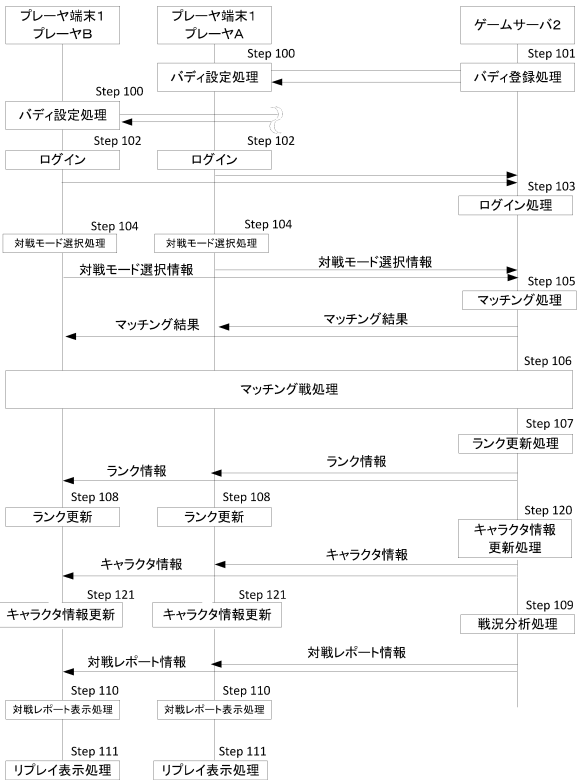 プレーヤ端末1
プレーヤB
プレーヤ端末1
プレーヤA
ゲームサーバ2
Step 100
Step 101
バディ設定処理
バディ登録処理
Step 100
バディ設定処理
Step 102
Step 102
ログイン
ログイン
Step 103
ログイン処理
Step 104
Step 104
対戦モード選択処理
対戦モード選択処理
対戦モード選択情報
対戦モード選択情報
Step 105
マッチング処理
マッチング結果
マッチング結果
Step 106
マッチング戦処理
Step 107
ランク更新処理
ランク情報
ランク情報
Step 108
Step 108
ランク更新
ランク更新
Step 120
キャラクタ情報
更新処理
キャラクタ情報
キャラクタ情報
Step 121
Step 121
キャラクタ情報更新
キャラクタ情報更新
Step 109
戦況分析処理
対戦レポート情報
対戦レポート情報
Step 110
Step 110
対戦レポート表示処理
対戦レポート表示処理
Step 111
Step 111
リプレイ表示処理
リプレイ表示処理